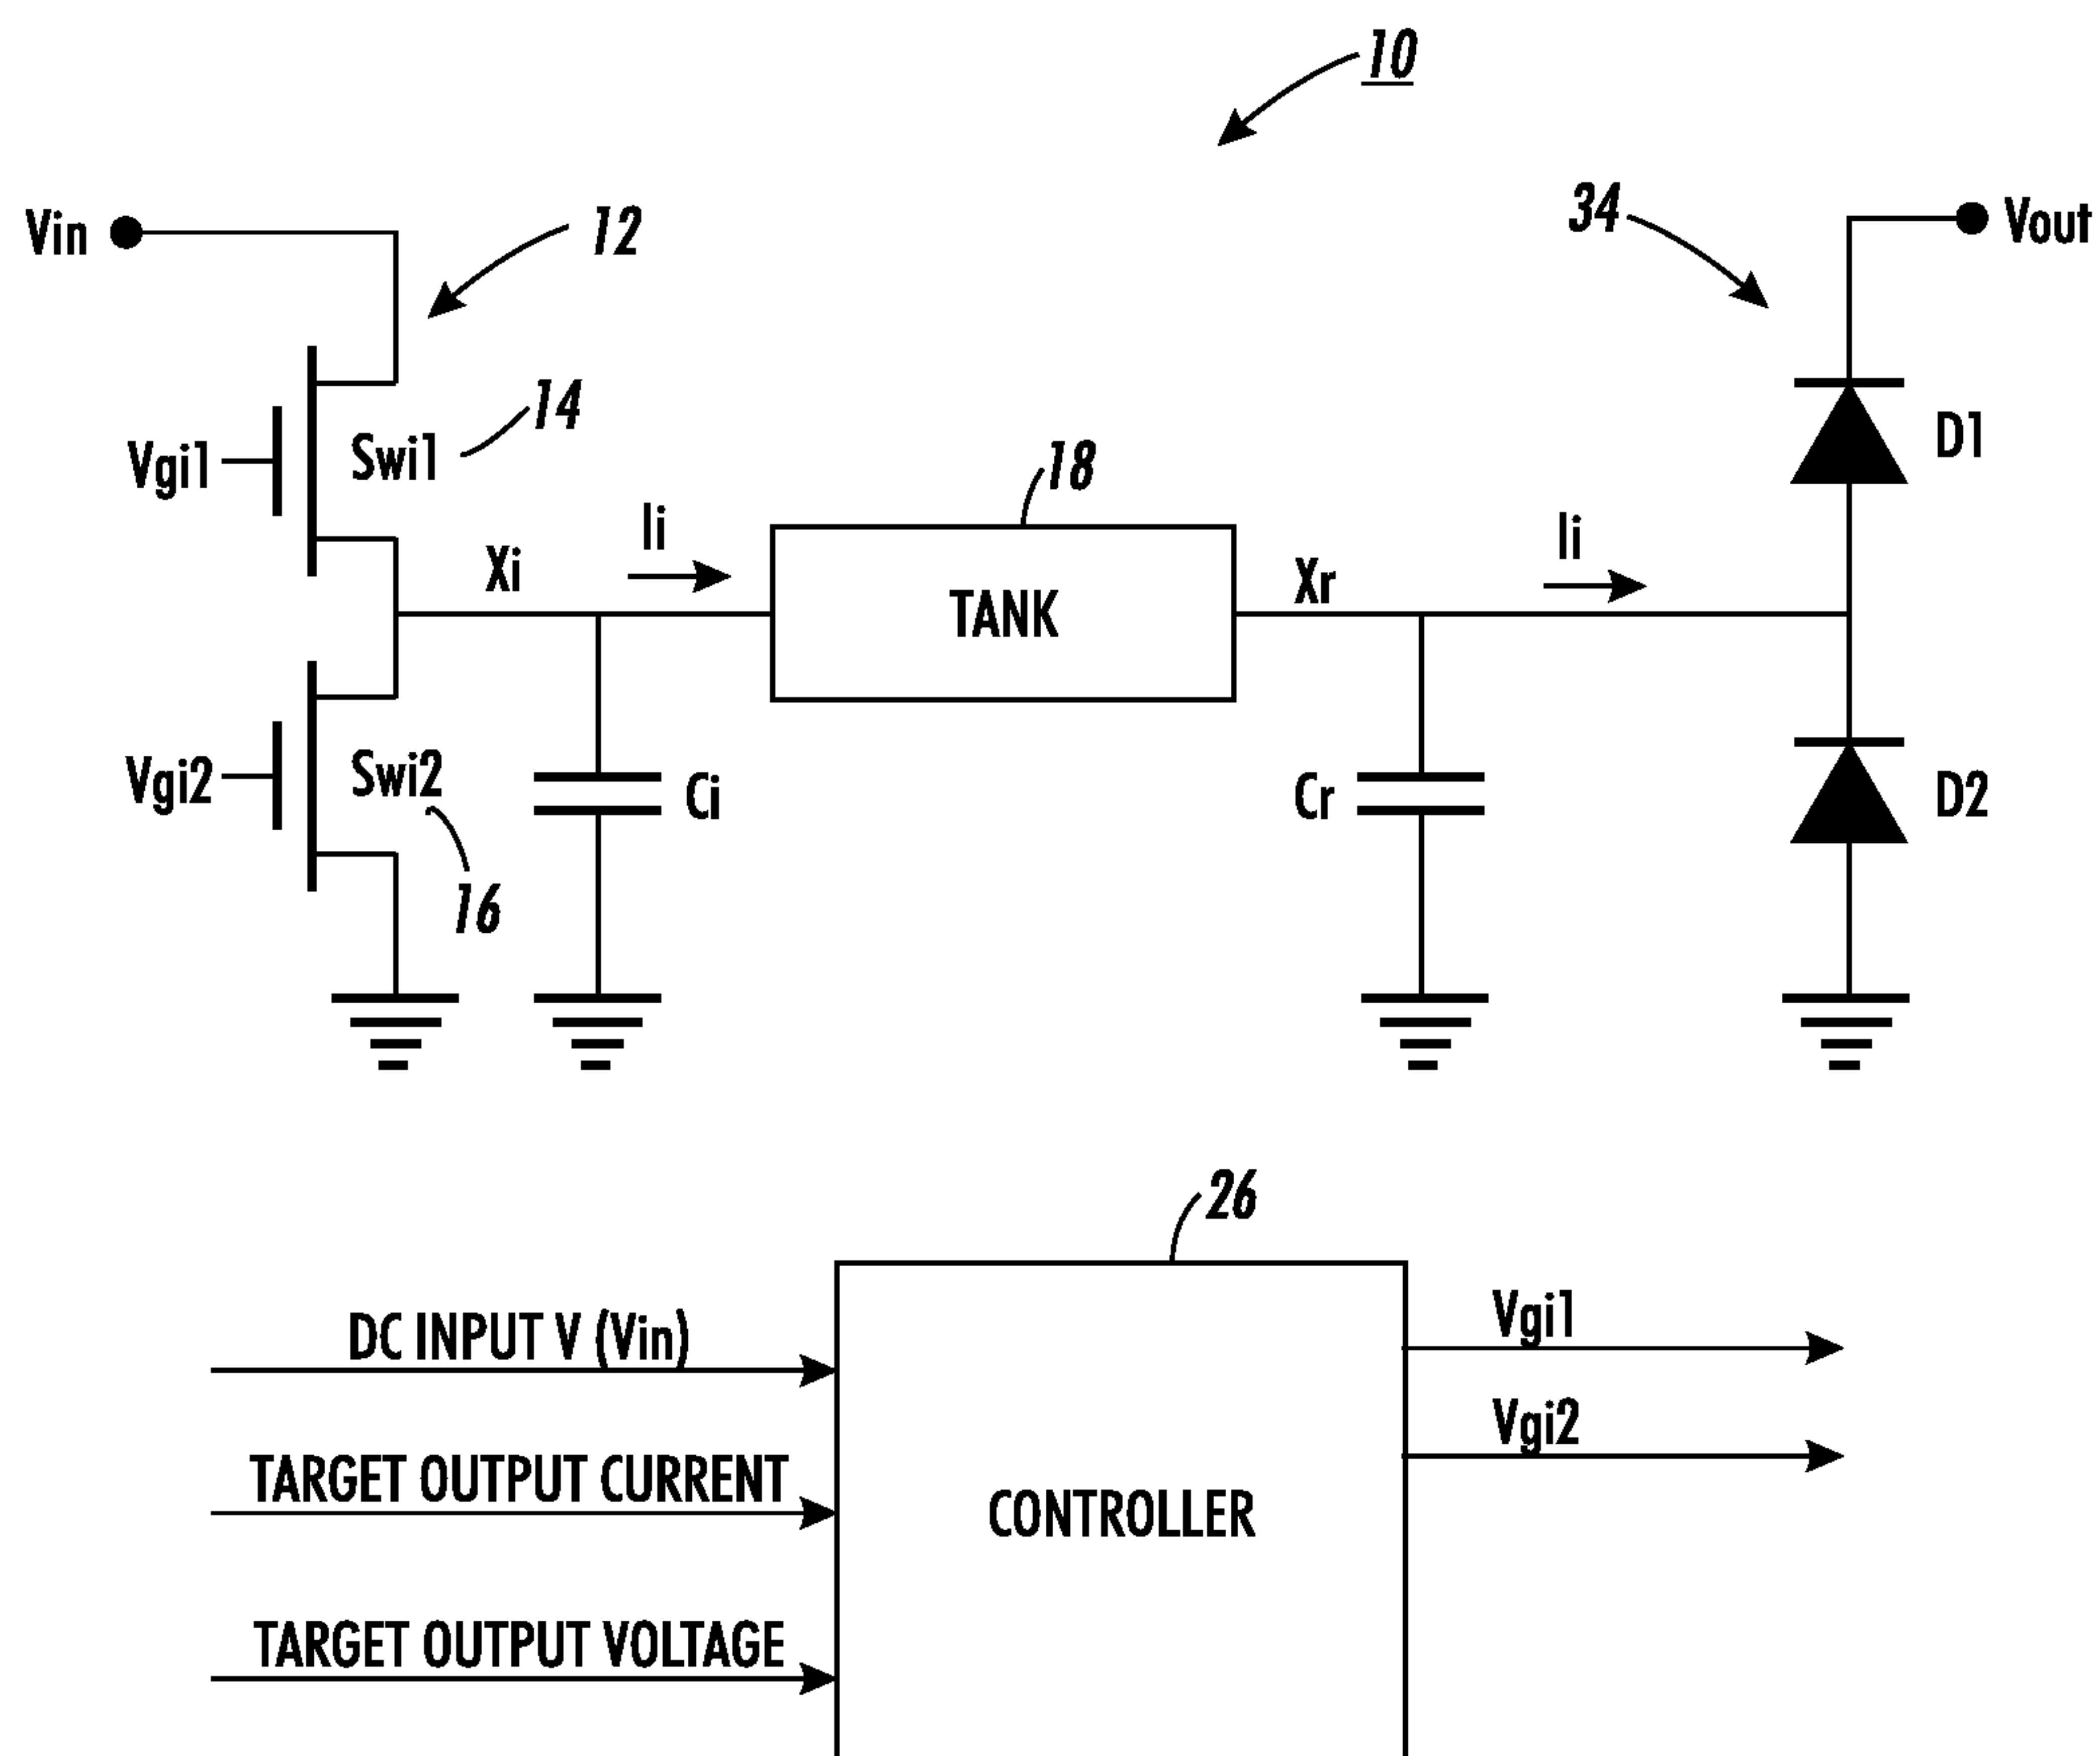 10
Vin
12
34
Vout
14
Vgi1
Swi1
D1
18
Ii
Ii
Xi
TANK
Xr
Vgi2
Swi2
Ci
Cr
D2
16
26
DC INPUT V (Vin)
Vgi1
TARGET OUTPUT CURRENT
Vgi2
CONTROLLER
TARGET OUTPUT VOLTAGE